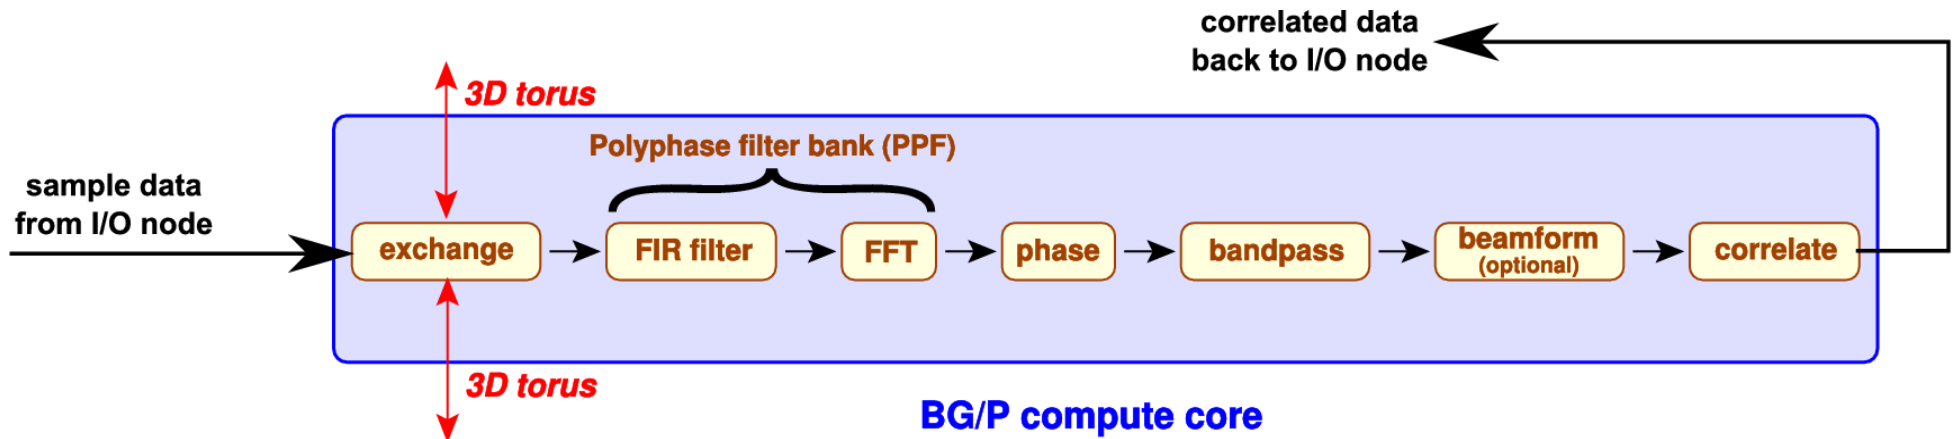 correlated data
back to I/O node
3D torus
Polyphase filter bank (PPF)
sample data
from I/O node
exchange
FIR filter
FFT
phase
bandpass
beamform
(optional)
correlate
3D torus
BG/P compute core